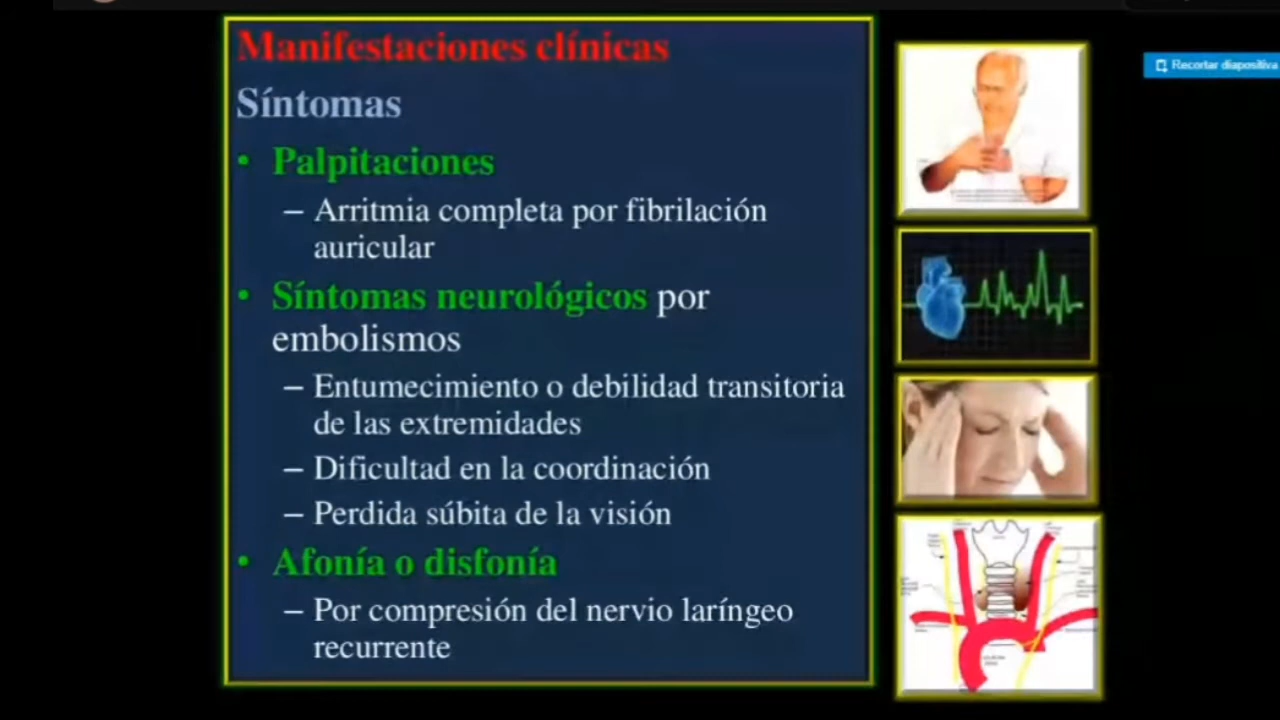 Manifestaciones clínicas
Síntomas
• Palpitaciones
– Arritmia completa por fibrilación
auricular
• Síntomas neurológicos por
embolismos
– Entumecimiento o debilidad transitoria
de las extremidades
– Dificultad en la coordinación
– Perdida súbita de la visión
• Afonía o disfonía
– Por compresión del nervio laríngeo
recurrente
Recortar diapositiva